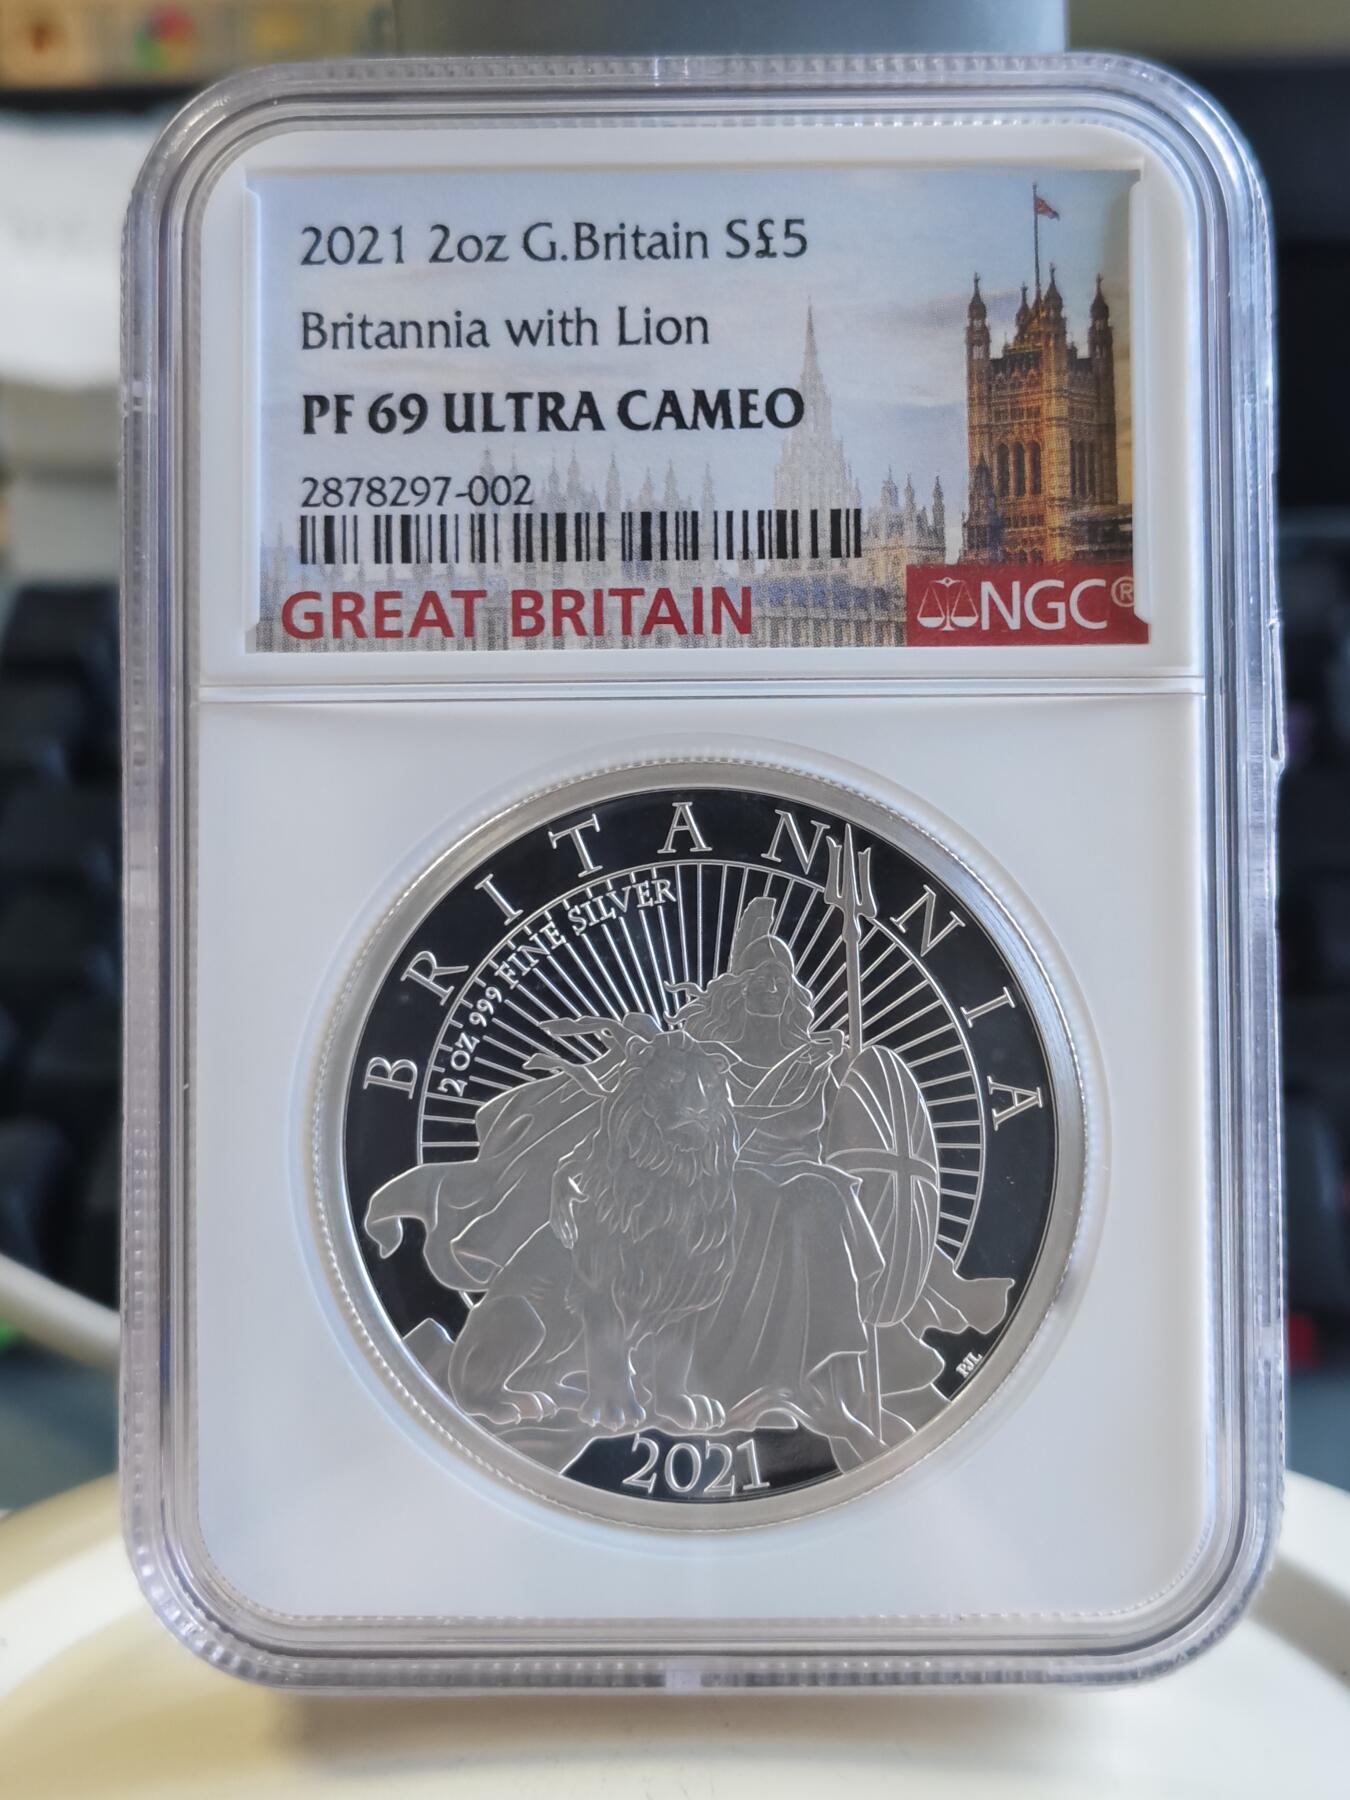 2021 2oz G.Britain S£5
Britannia with Lion
PF 69 ULTRA CAMEO
2878297-002
GREAT BRITAIN
NGC®
BRITANNIA
2 OZ 999 FINE SILVER
PJL
2021